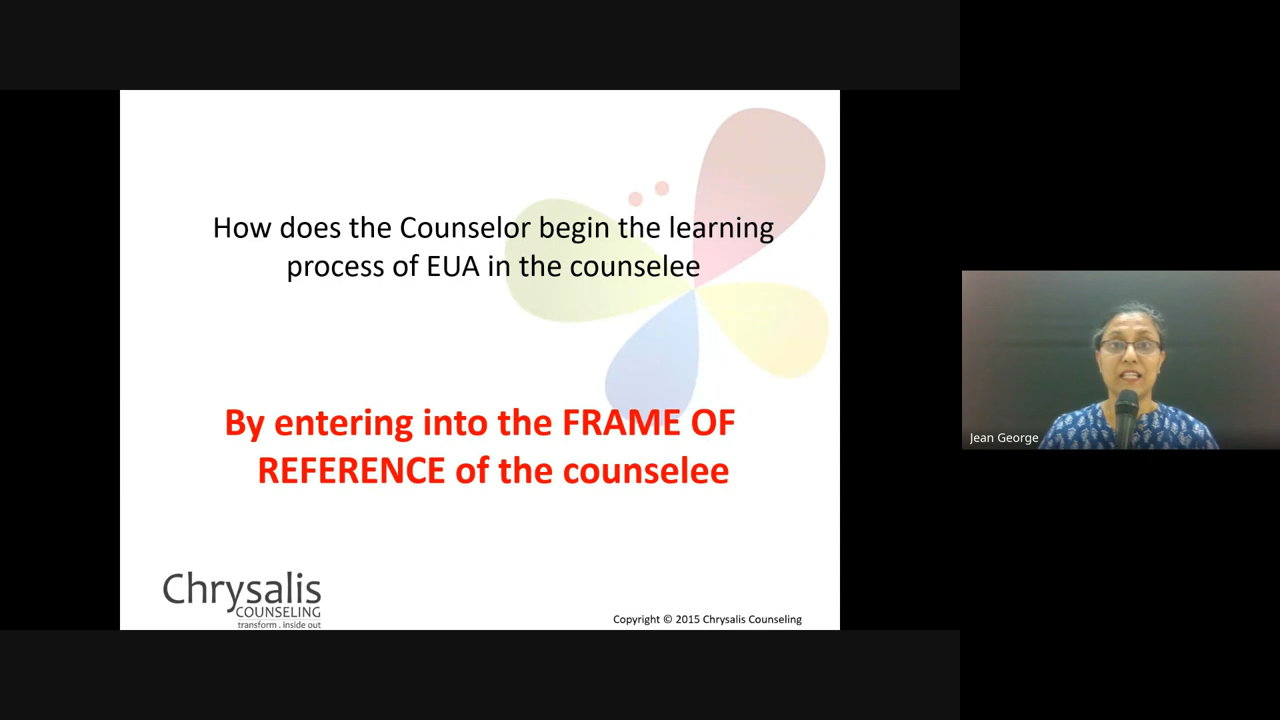 How does the Counselor begin the learning
process of EUA in the counselee
By entering into the FRAME OF
REFERENCE of the counselee
Chrysalis
COUNSELING
transform . inside out
Copyright © 2015 Chrysalis Counseling
Jean George